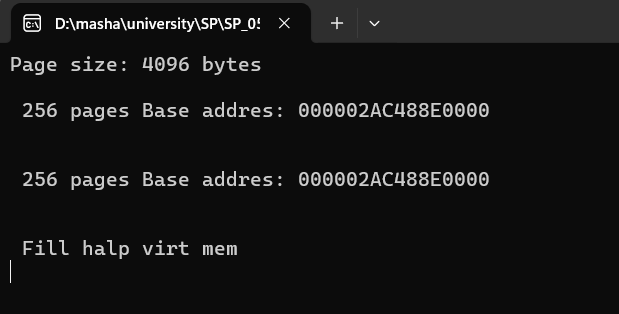 D:\masha\university\SP\SP_05
Page size: 4096 bytes
256 pages Base addres: 000002AC488E0000
256 pages Base addres: 000002AC488E0000
Fill halp virt mem